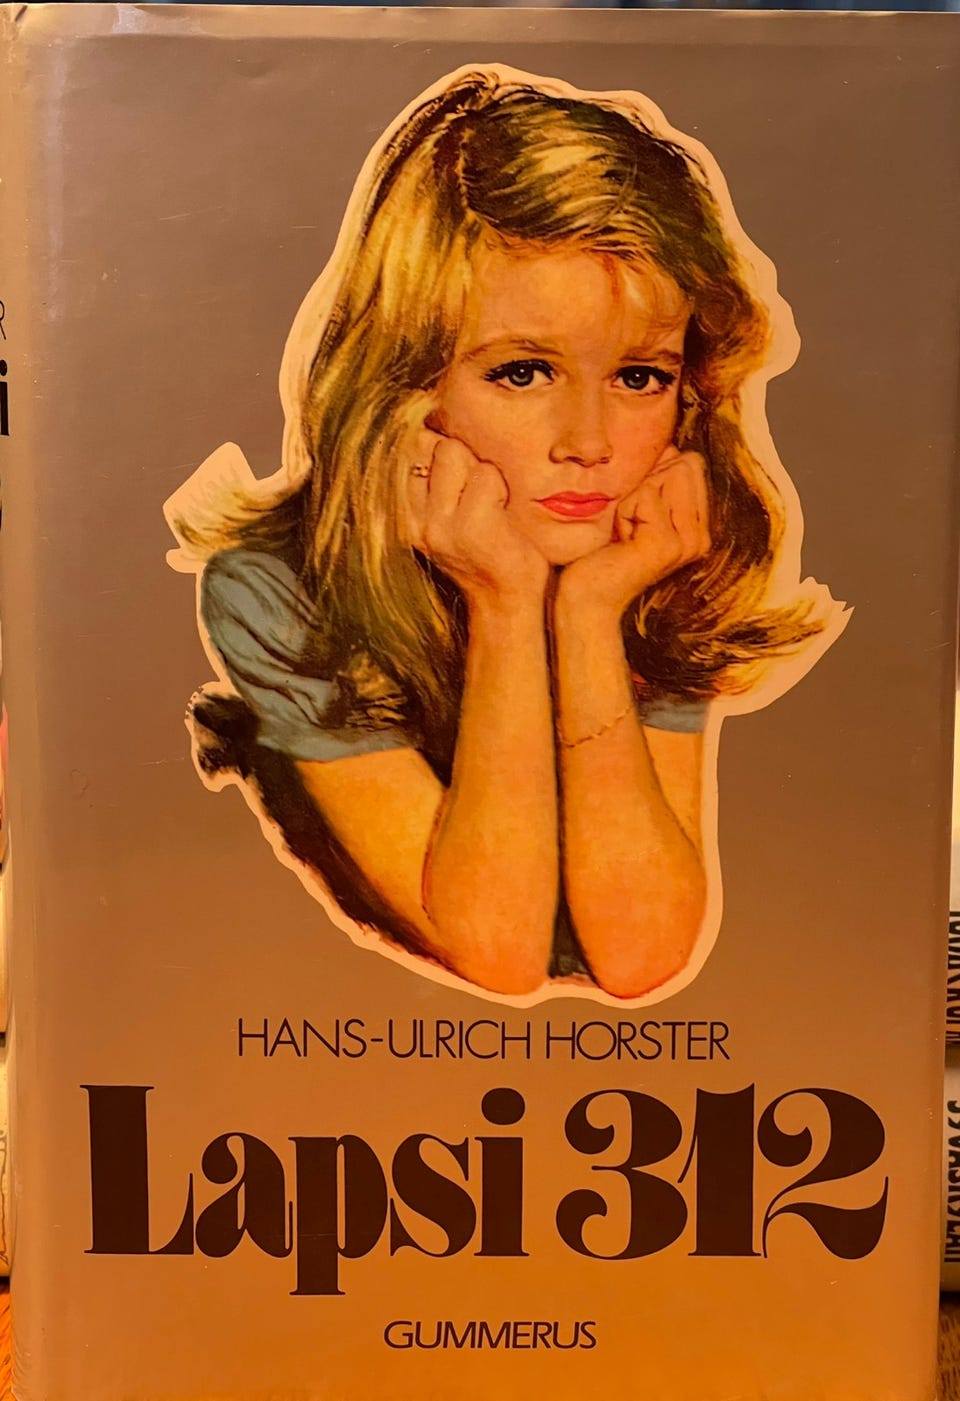 HANS-ULRICH HORSTER
Lapsi 312
GUMMERUS